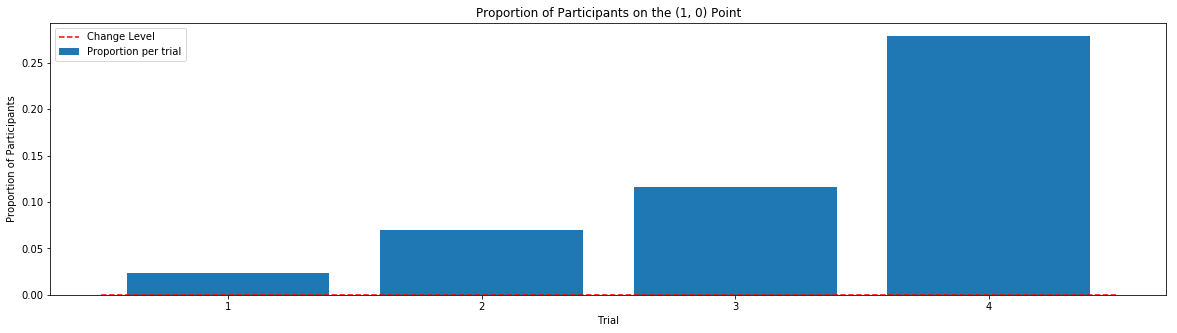 Proportion of Participants on the (1, 0) Point
Change Level
Proportion per trial
Proportion of Participants
0.25
0.20
0.15
0.10
0.05
0.00
1 2 3 4
Trial